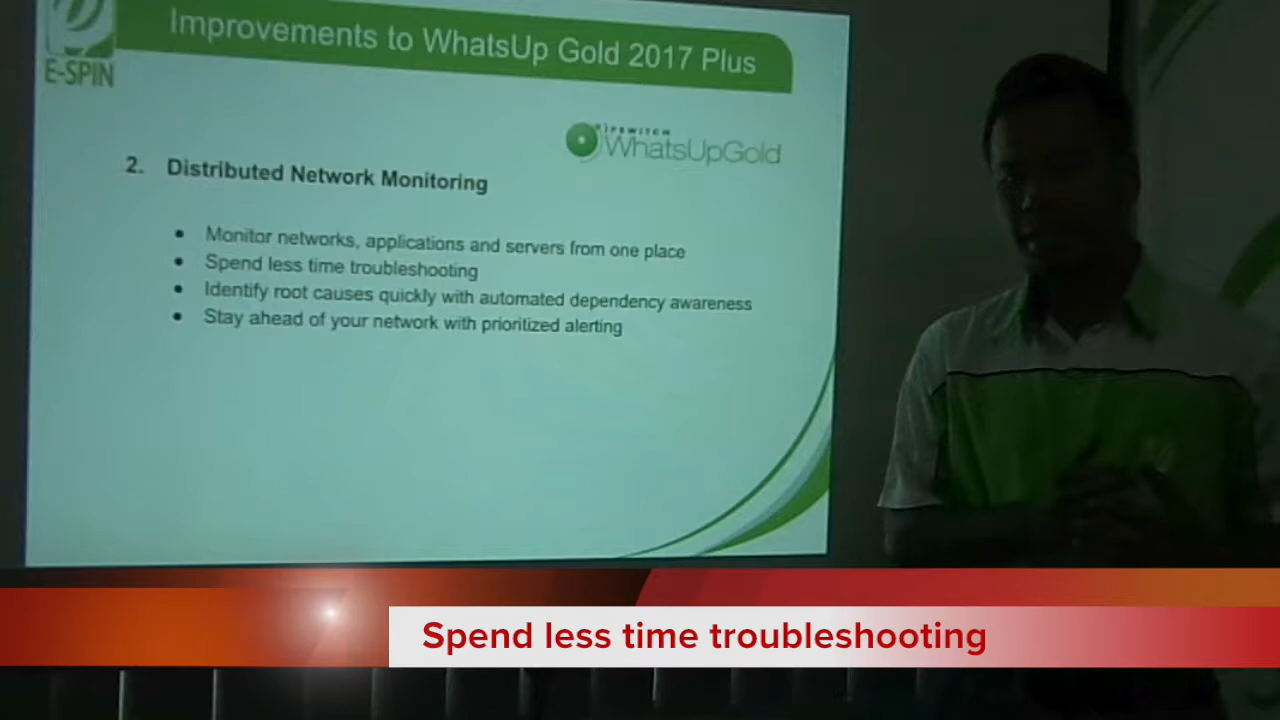 Improvements to WhatsUp Gold 2017 Plus
E-SPIN
IPSWITCH
WhatsUpGold
2. Distributed Network Monitoring
• Monitor networks, applications and servers from one place
• Spend less time troubleshooting
• Identify root causes quickly with automated dependency awareness
• Stay ahead of your network with prioritized alerting
Spend less time troubleshooting